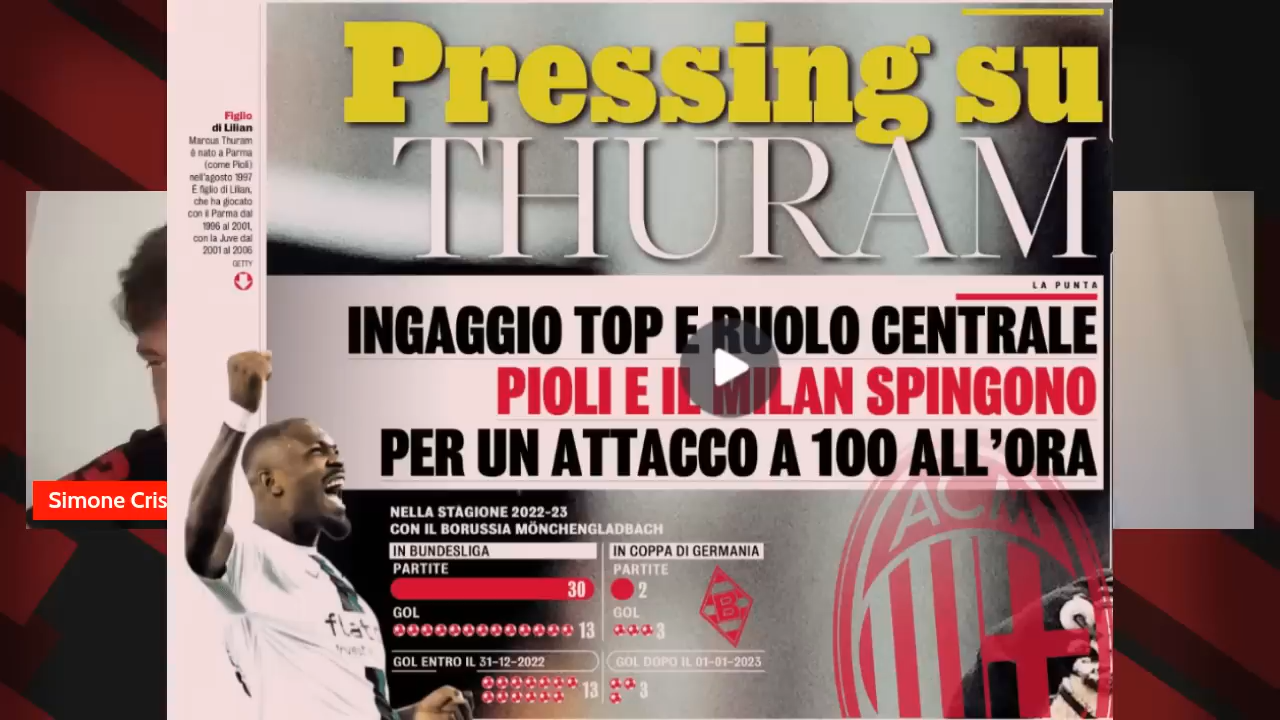 Pressing su
THURAM
Figlio
di Lilian
Marcus Thuram
è nato a Parma
(come Pioli)
nell'agosto 1997
È figlio di Lilian,
che ha giocato
con il Parma dal
1996 al 2001,
con la Juve dal
2001 al 2006
GETTY
LA PUNTA
INGAGGIO TOP E RUOLO CENTRALE
PIOLI E IL MILAN SPINGONO
PER UN ATTACCO A 100 ALL'ORA
Simone Cris
NELLA STAGIONE 2022-23
CON IL BORUSSIA MÖNCHENGLADBACH
IN BUNDESLIGA
PARTITE
30
GOL
13
GOL ENTRO IL 31-12-2022
13
IN COPPA DI GERMANIA
PARTITE
2
GOL
3
GOL DOPO IL 01-01-2023
3
flatex
ACM